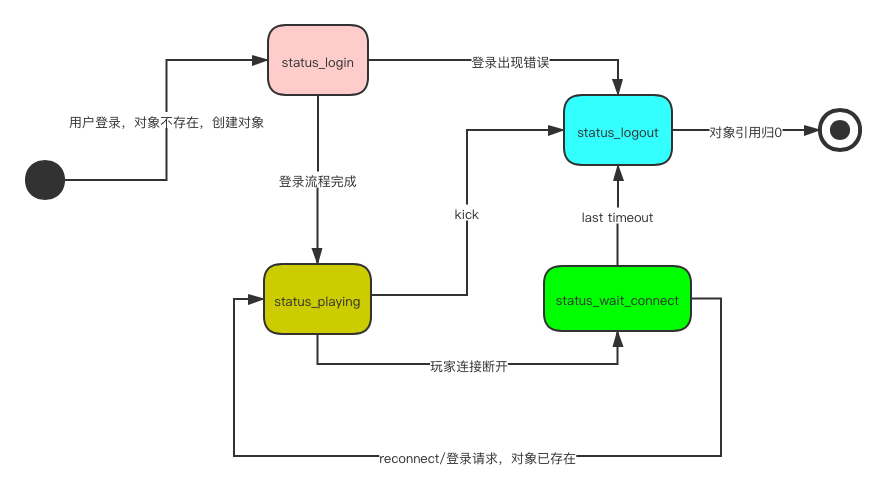 status_login
登录出现错误
用户登录，对象不存在，创建对象
status_logout
对象引用归0
登录流程完成
kick
last timeout
status_playing
status_wait_connect
玩家连接断开
reconnect/登录请求，对象已存在